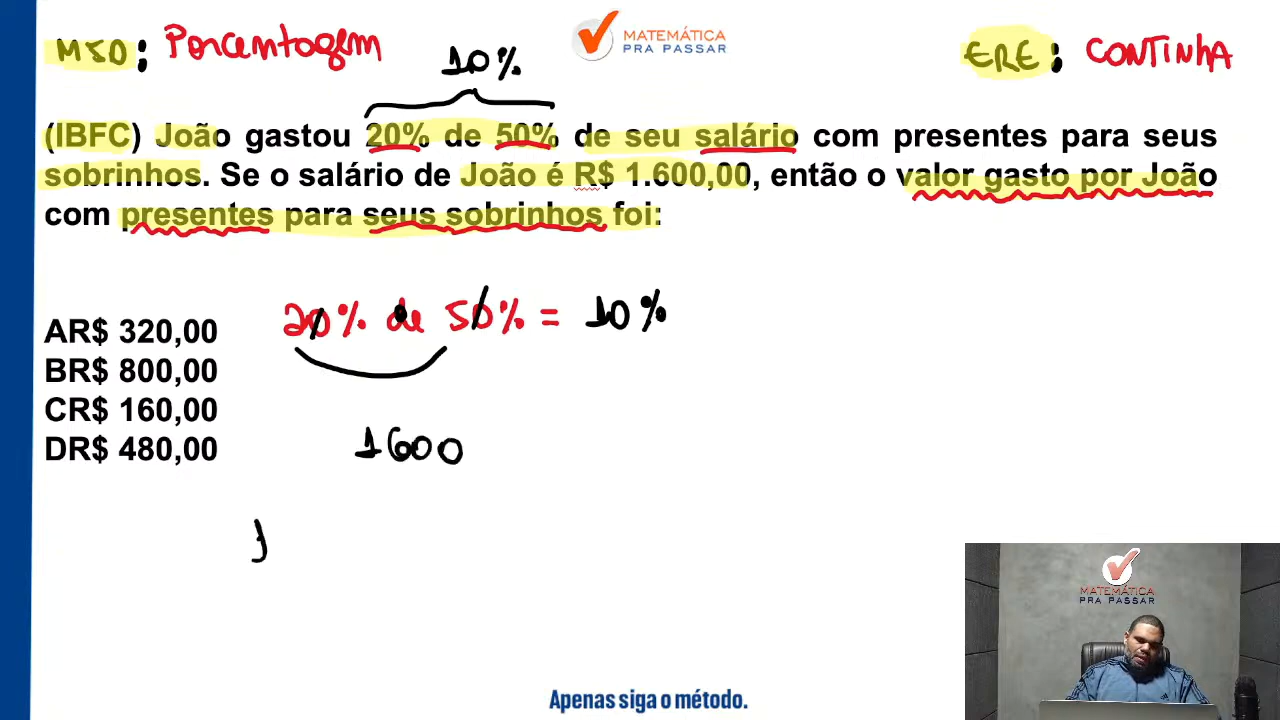 MSD: Porcentagem
MATEMÁTICA
PRA PASSAR
ERE: CONTINHA
10%
(IBFC) João gastou 20% de 50% de seu salário com presentes para seus
sobrinhos. Se o salário de João é R$ 1.600,00, então o valor gasto por João
com presentes para seus sobrinhos foi:
20% de 50% = 10%
AR$ 320,00
BR$ 800,00
CR$ 160,00
DR$ 480,00
1600
MATEMÁTICA
PRA PASSAR
Apenas siga o método.